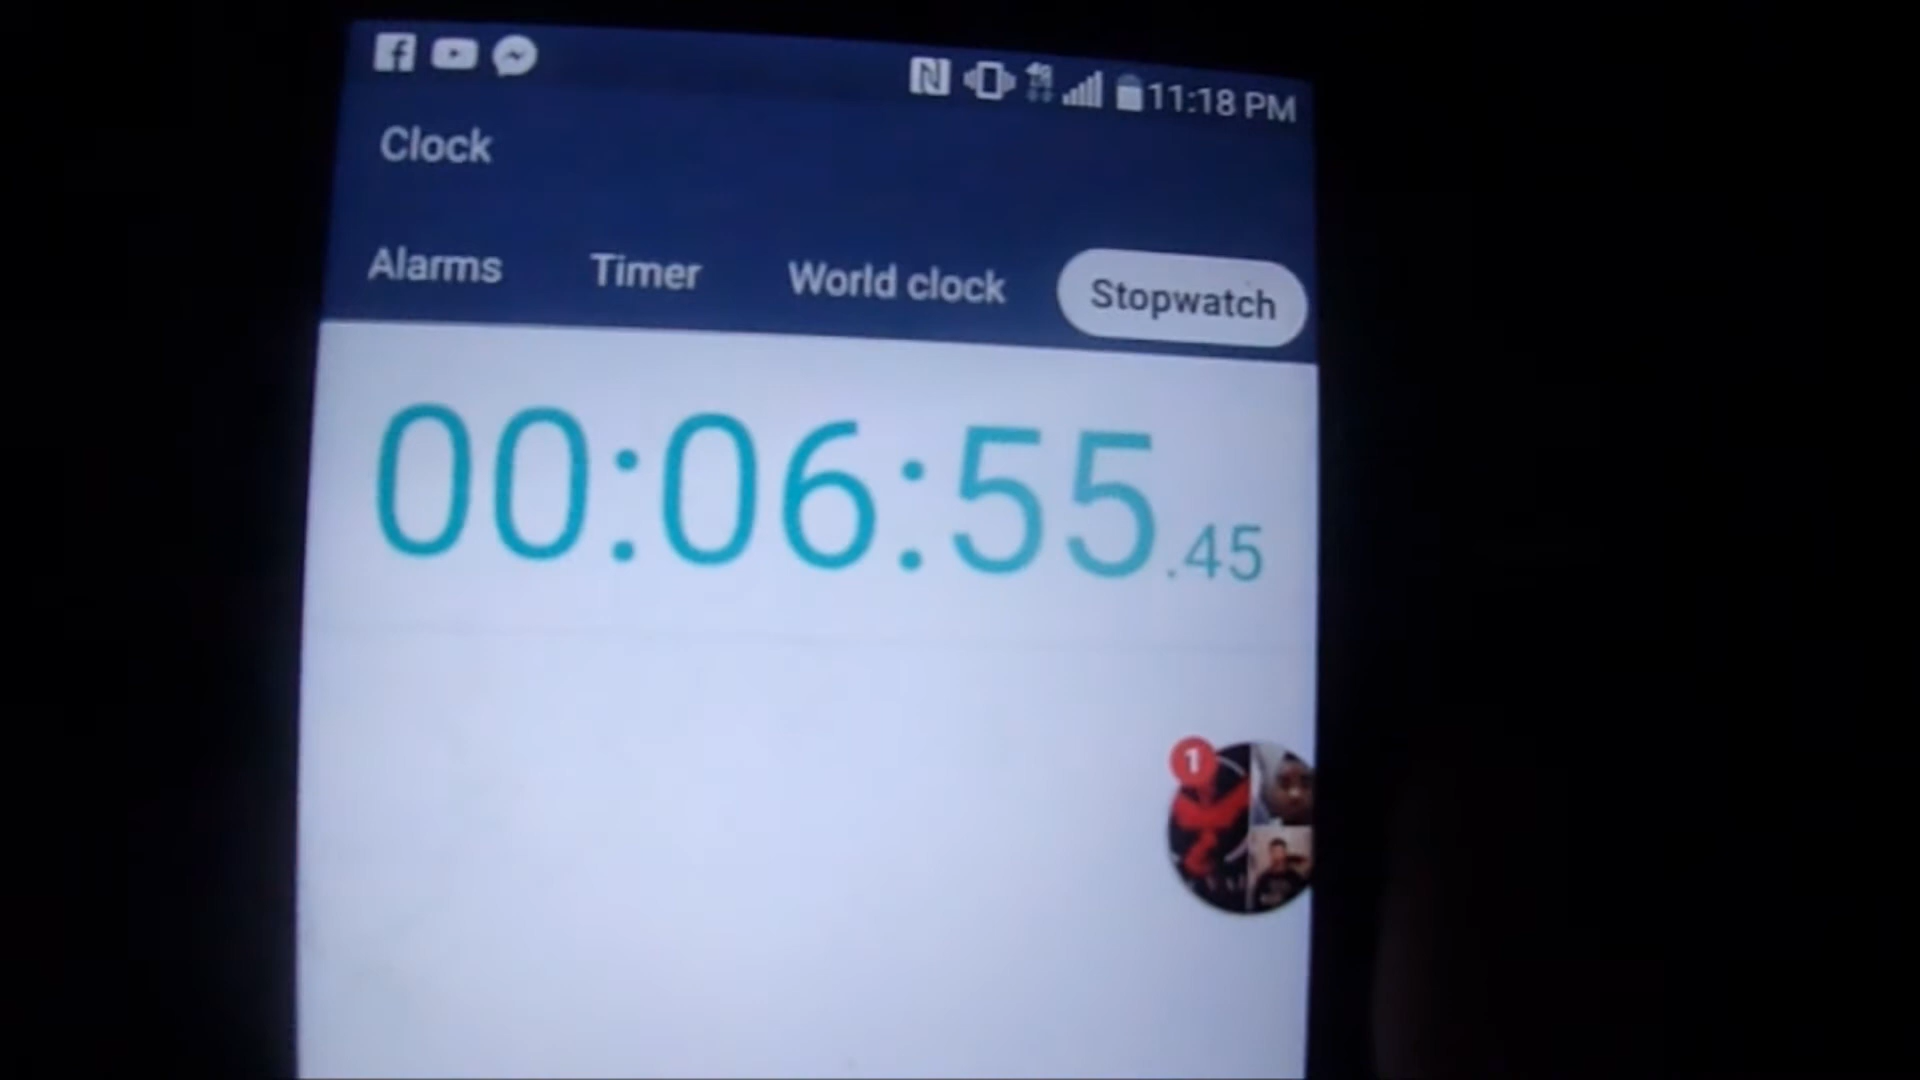 11:18 PM
Clock
Alarms Timer World clock Stopwatch
00:06:55.45
1